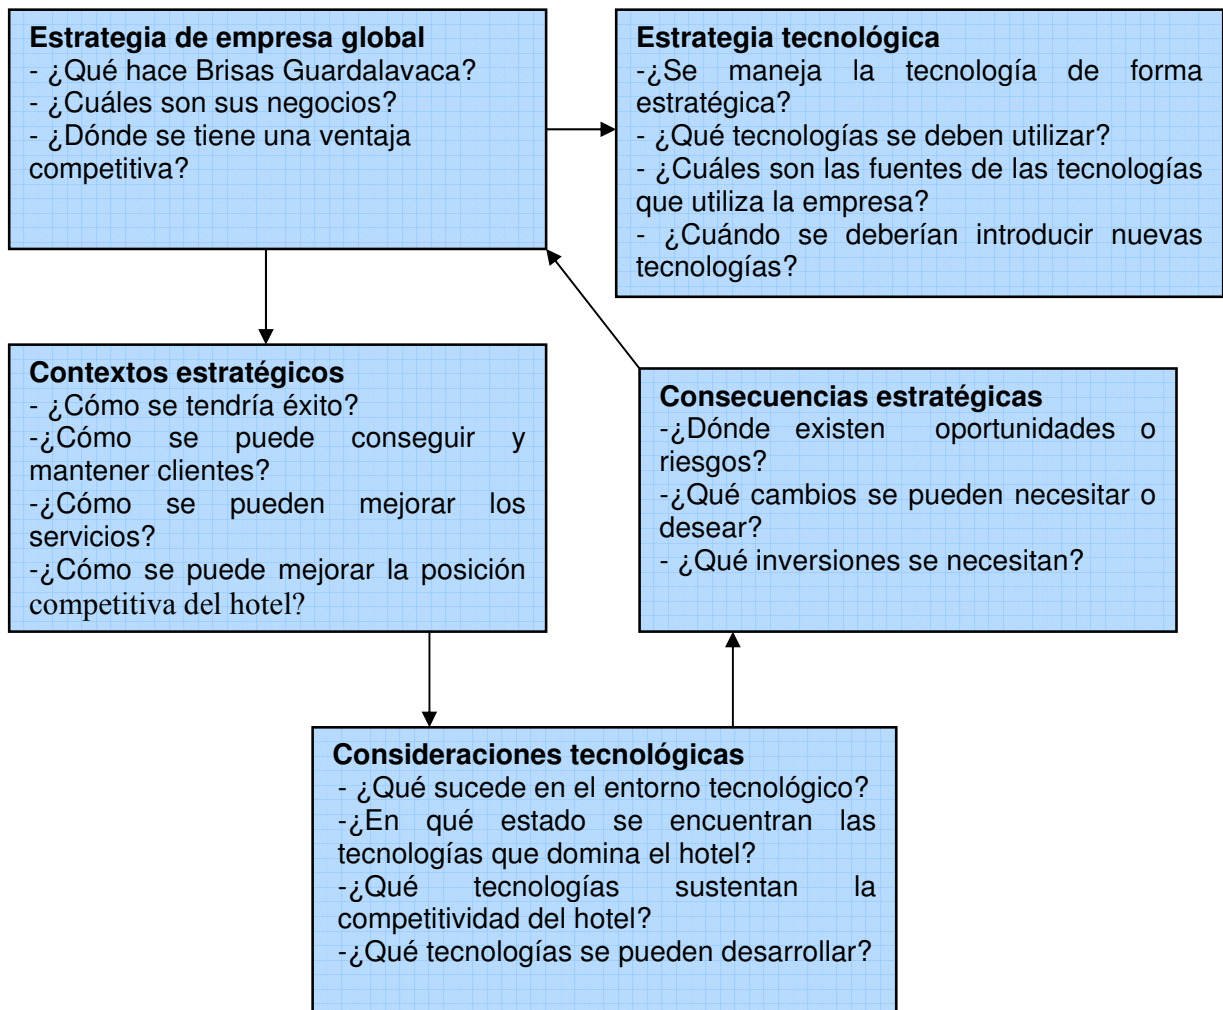 Estrategia de empresa global
- ¿Qué hace Brisas Guardalavaca?
- ¿Cuáles son sus negocios?
- ¿Dónde se tiene una ventaja
competitiva?
Estrategia tecnológica
-¿Se maneja la tecnología de forma
estratégica?
- ¿Qué tecnologías se deben utilizar?
- ¿Cuáles son las fuentes de las tecnologías
que utiliza la empresa?
- ¿Cuándo se deberían introducir nuevas
tecnologías?
Contextos estratégicos
- ¿Cómo se tendría éxito?
-¿Cómo se puede conseguir y
mantener clientes?
-¿Cómo se pueden mejorar los
servicios?
-¿Cómo se puede mejorar la posición
competitiva del hotel?
Consecuencias estratégicas
-¿Dónde existen oportunidades o
riesgos?
-¿Qué cambios se pueden necesitar o
desear?
- ¿Qué inversiones se necesitan?
Consideraciones tecnológicas
- ¿Qué sucede en el entorno tecnológico?
-¿En qué estado se encuentran las
tecnologías que domina el hotel?
-¿Qué tecnologías sustentan la
competitividad del hotel?
-¿Qué tecnologías se pueden desarrollar?